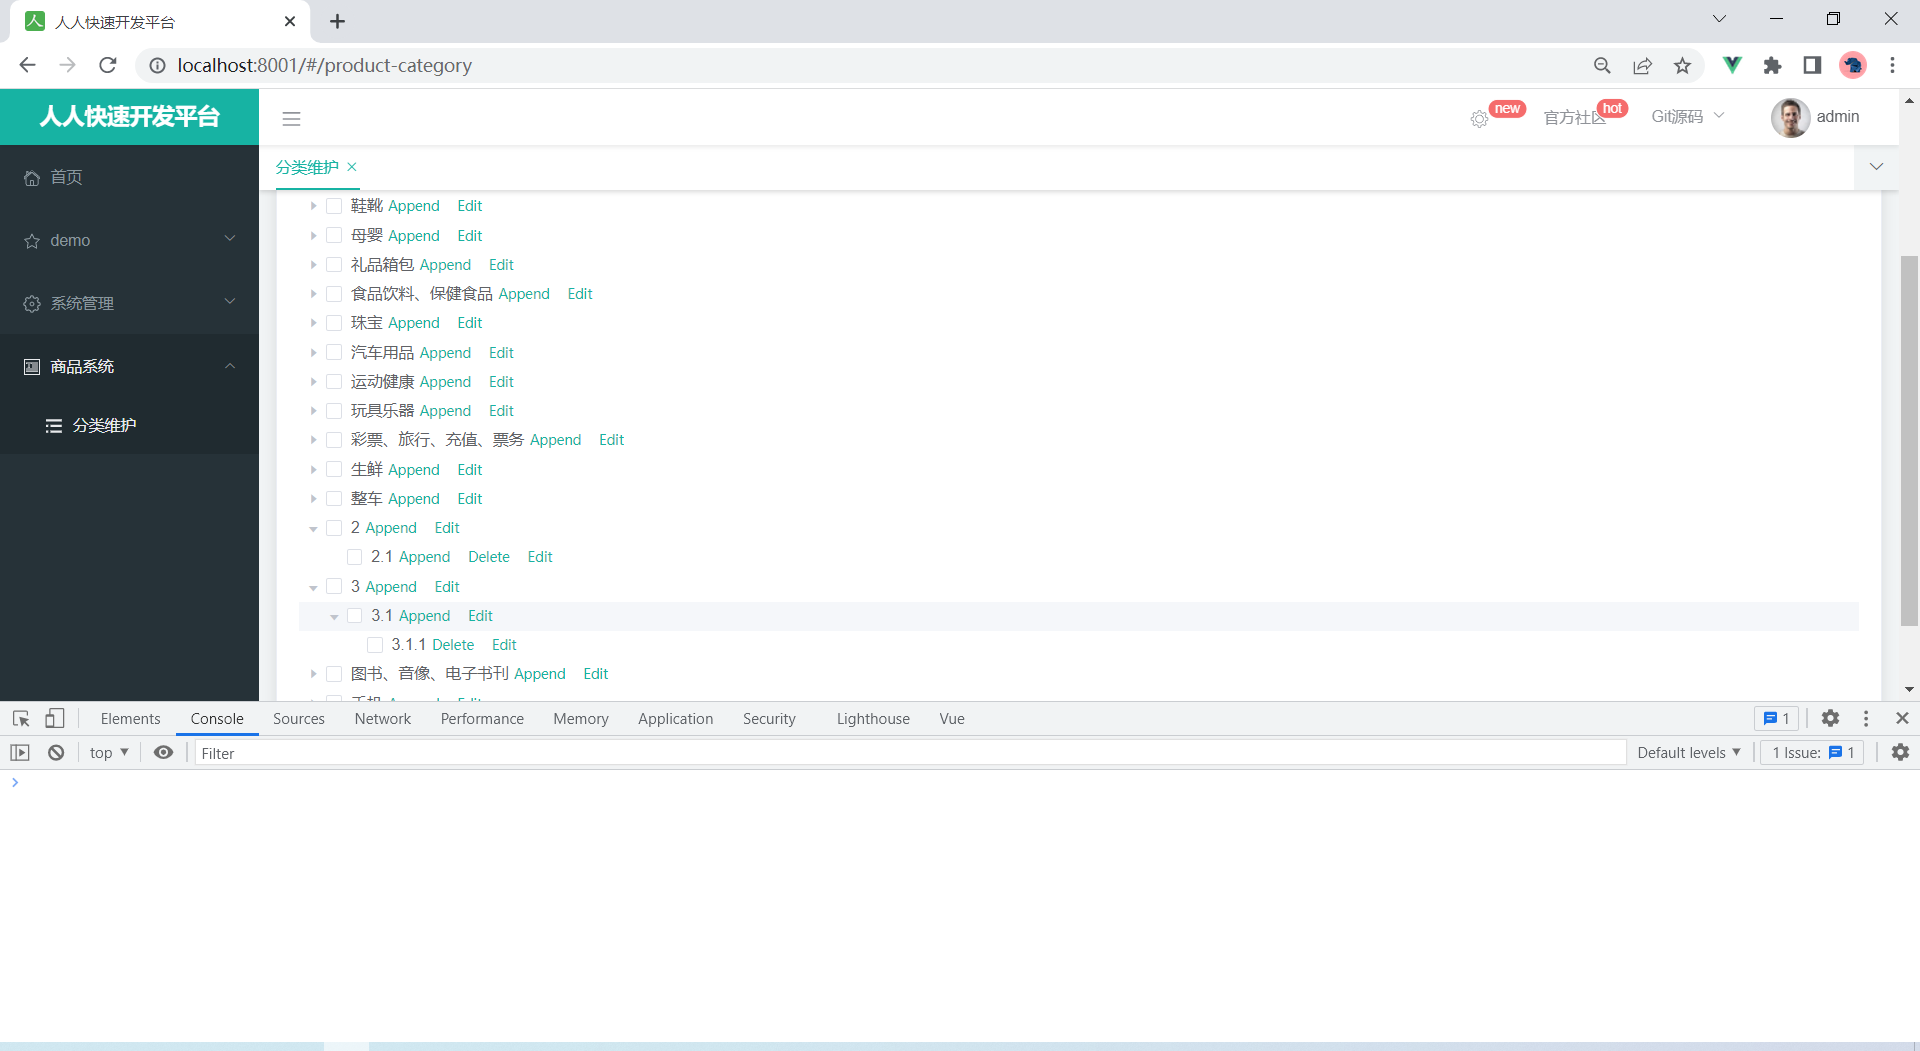 人人快速开发平台
localhost:8001/#/product-category
人人快速开发平台
new
官方社区
hot
Git源码
admin
首页
demo
系统管理
商品系统
分类维护
分类维护
鞋靴 Append Edit
母婴 Append Edit
礼品箱包 Append Edit
食品饮料、保健食品 Append Edit
珠宝 Append Edit
汽车用品 Append Edit
运动健康 Append Edit
玩具乐器 Append Edit
彩票、旅行、充值、票务 Append Edit
生鲜 Append Edit
整车 Append Edit
2 Append Edit
2.1 Append Delete Edit
3 Append Edit
3.1 Append Edit
3.1.1 Delete Edit
图书、音像、电子书刊 Append Edit
手机 Append Edit
Elements Console Sources Network Performance Memory Application Security Lighthouse Vue 1
top Filter Default levels 1 Issue: 1